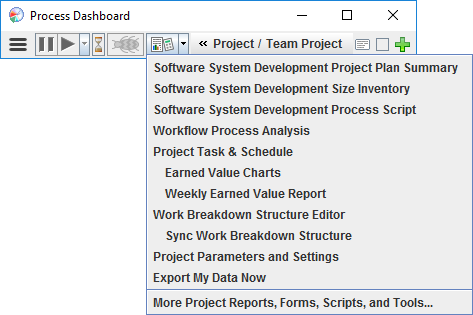 Process Dashboard
« Project / Team Project
Software System Development Project Plan Summary
Software System Development Size Inventory
Software System Development Process Script
Workflow Process Analysis
Project Task & Schedule
Earned Value Charts
Weekly Earned Value Report
Work Breakdown Structure Editor
Sync Work Breakdown Structure
Project Parameters and Settings
Export My Data Now
More Project Reports, Forms, Scripts, and Tools...